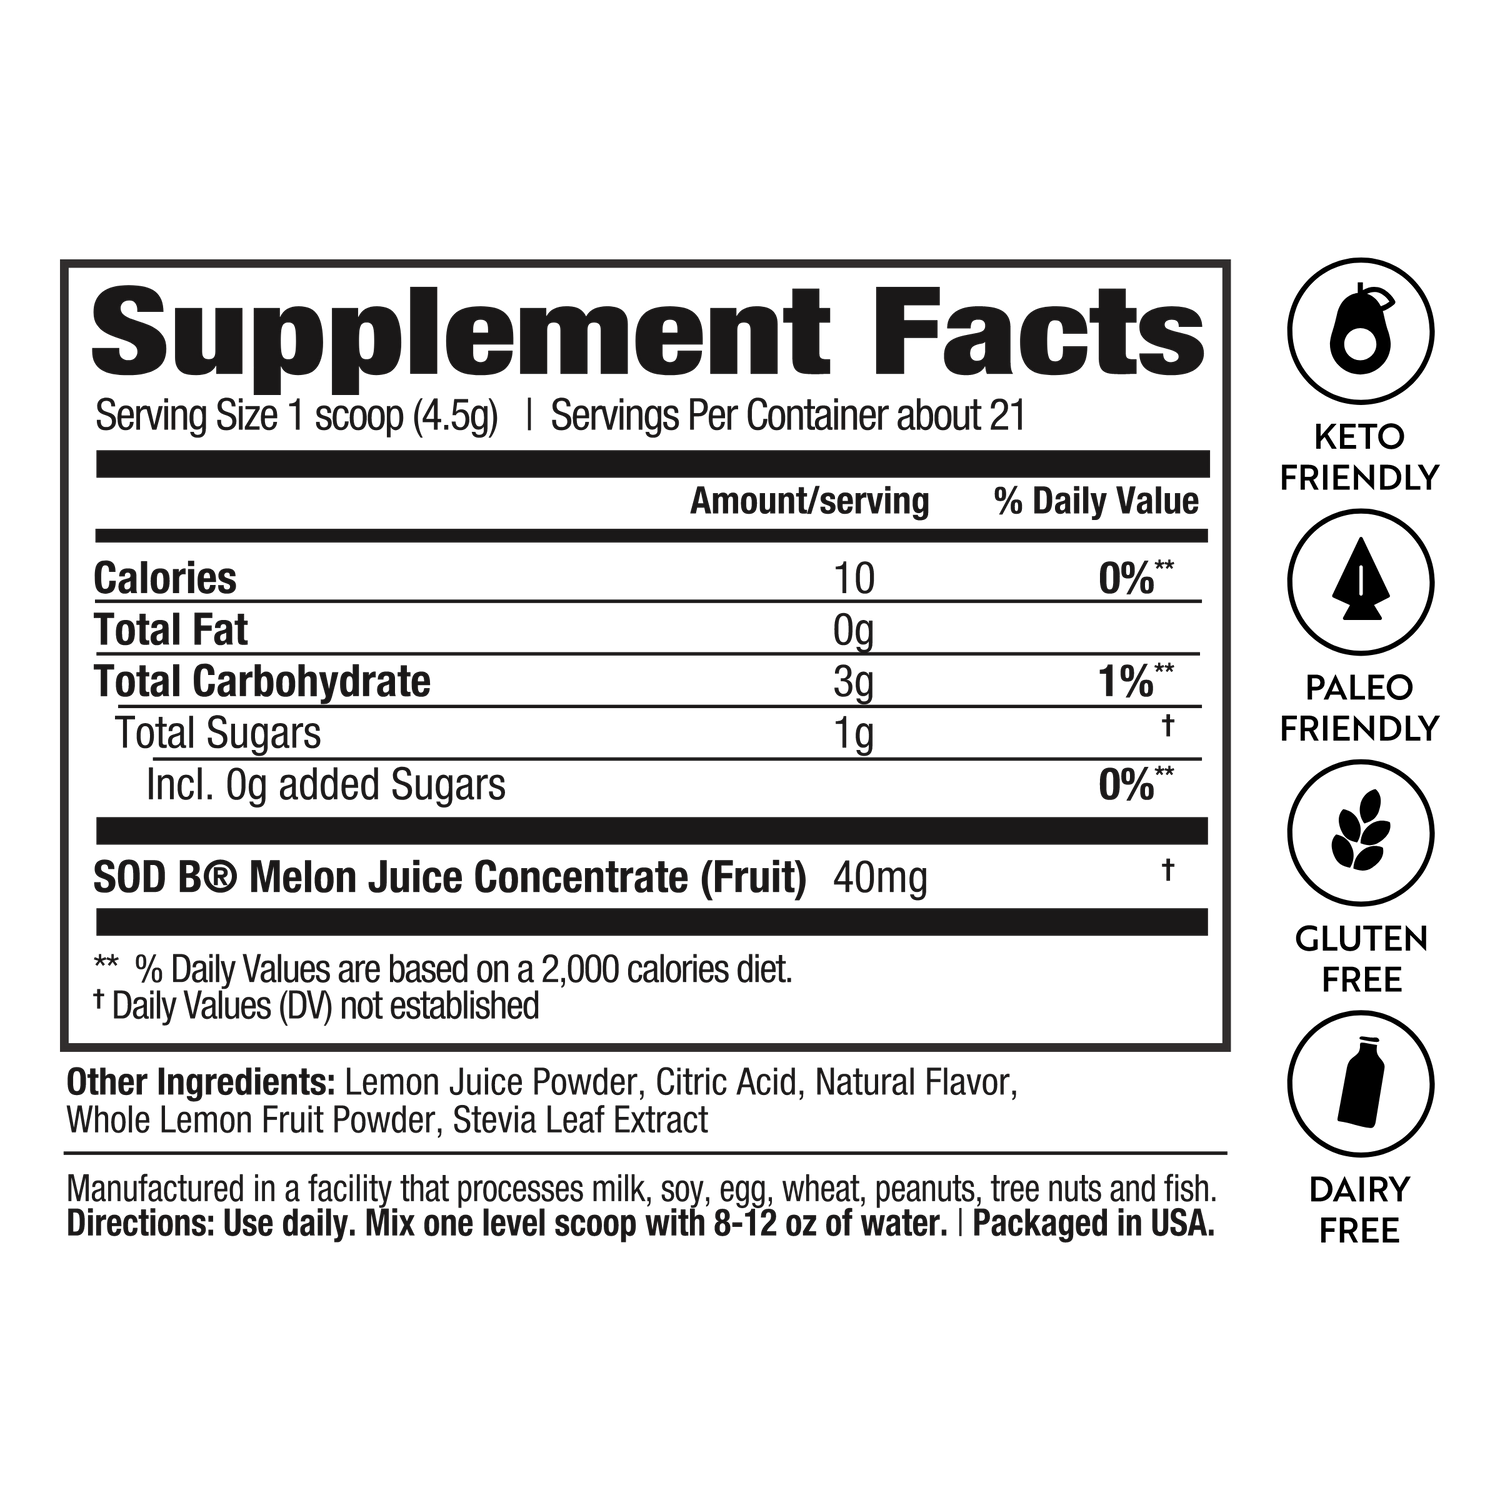 Supplement Facts
Serving Size 1 scoop (4.5g) | Servings Per Container about 21
Amount/serving % Daily Value
Calories 10 0%**
Total Fat 0g
Total Carbohydrate 3g 1%**
Total Sugars 1g †
Incl. 0g added Sugars 0%**
SOD B® Melon Juice Concentrate (Fruit) 40mg †
** % Daily Values are based on a 2,000 calories diet.
† Daily Values (DV) not established
Other Ingredients: Lemon Juice Powder, Citric Acid, Natural Flavor,
Whole Lemon Fruit Powder, Stevia Leaf Extract
Manufactured in a facility that processes milk, soy, egg, wheat, peanuts, tree nuts and fish.
Directions: Use daily. Mix one level scoop with 8-12 oz of water. | Packaged in USA.
KETO
FRIENDLY
PALEO
FRIENDLY
GLUTEN
FREE
DAIRY
FREE